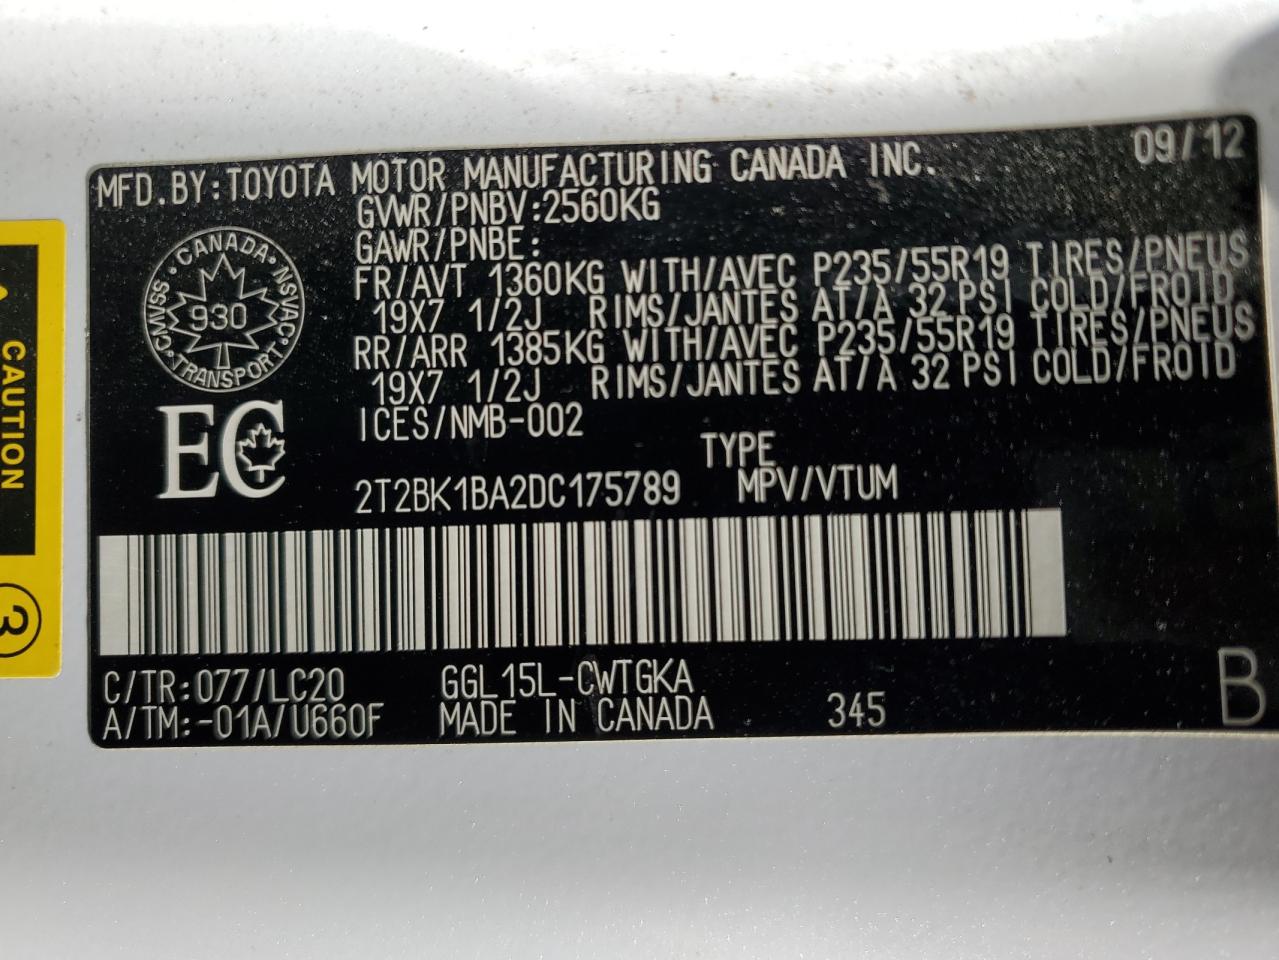 MFD.BY:TOYOTA MOTOR MANUFACTURING CANADA INC. 09/12
GVWR/PNBV:2560KG
GAWR/PNBE:
FR/AVT 1360KG WITH/AVEC P235/55R19 TIRES/PNEUS
19X7 1/2J RIMS/JANTES AT/A 32 PSI COLD/FROID
RR/ARR 1385KG WITH/AVEC P235/55R19 TIRES/PNEUS
19X7 1/2J RIMS/JANTES AT/A 32 PSI COLD/FROID
ICES/NMB-002
CANADA
CMVSS
NSVAC
930
TRANSPORT
EC
TYPE
2T2BK1BA2DC175789 MPV/VTUM
C/TR:077/LC20 GGL15L-CWTGKA
A/TM:-01A/U660F MADE IN CANADA 345 B
CAUTION
3